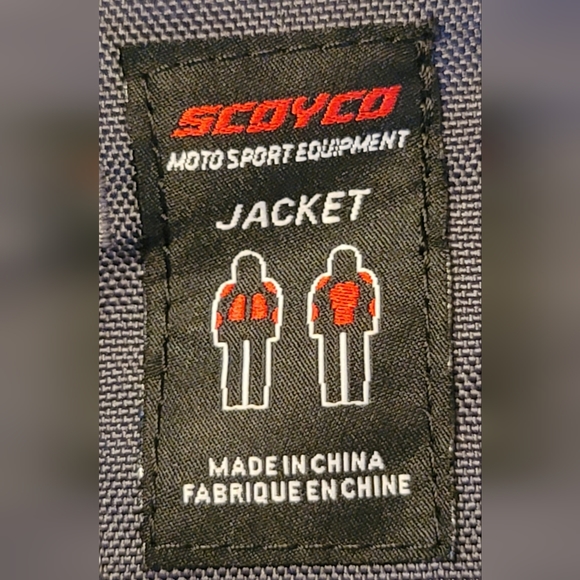 SCOYCO
MOTO SPORT EQUIPMENT
JACKET
MADE IN CHINA
FABRIQUE EN CHINE